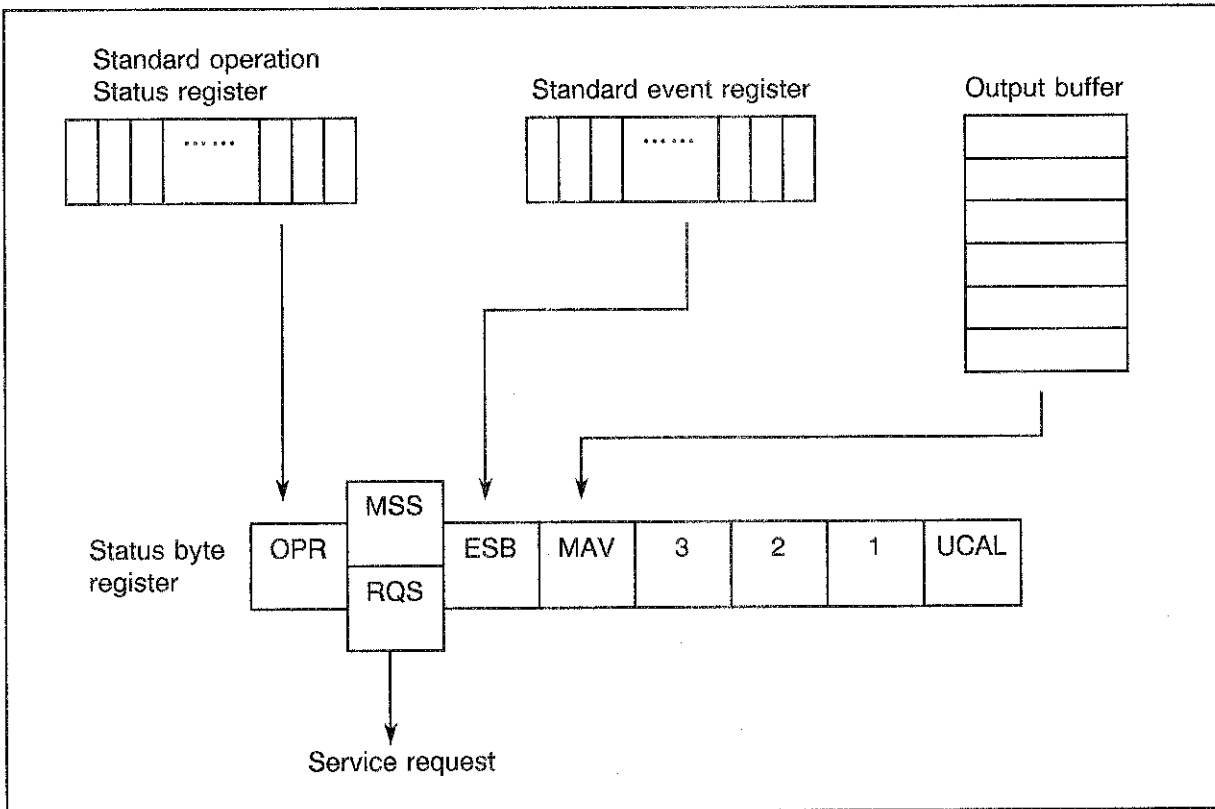 Standard operation
Status register
Standard event register
Output buffer
......
......
MSS
Status byte
register
OPR
ESB
MAV
3
2
1
UCAL
RQS
Service request